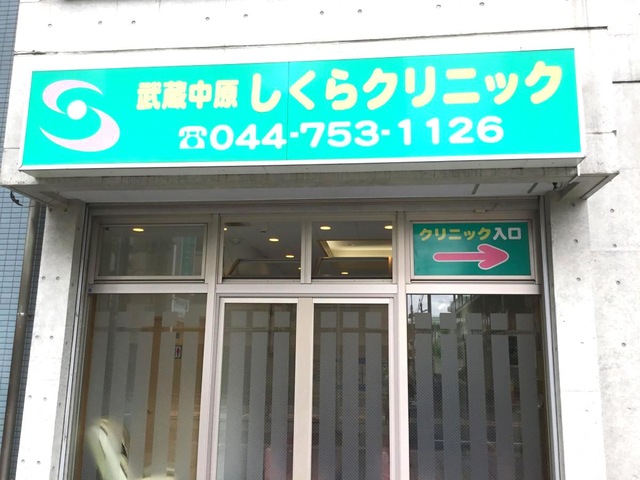 武蔵中原 しくらクリニック
☎044-753-1126
クリニック入口